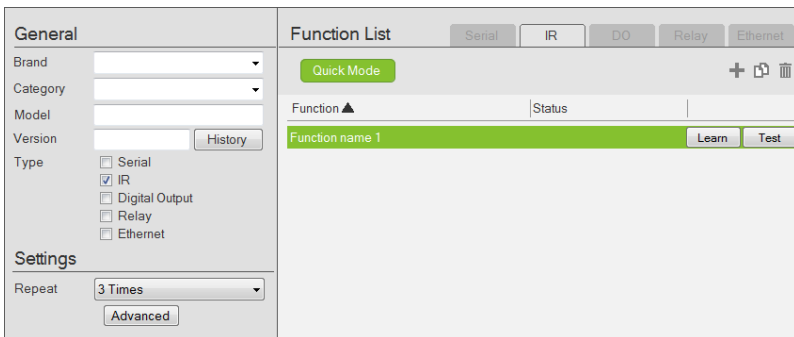 General
Brand
Category
Model
Version History
Type Serial
IR
Digital Output
Relay
Ethernet
Settings
Repeat 3 Times
Advanced
Function List Serial IR DO Relay Ethernet
Quick Mode
Function Status
Function name 1 Learn Test